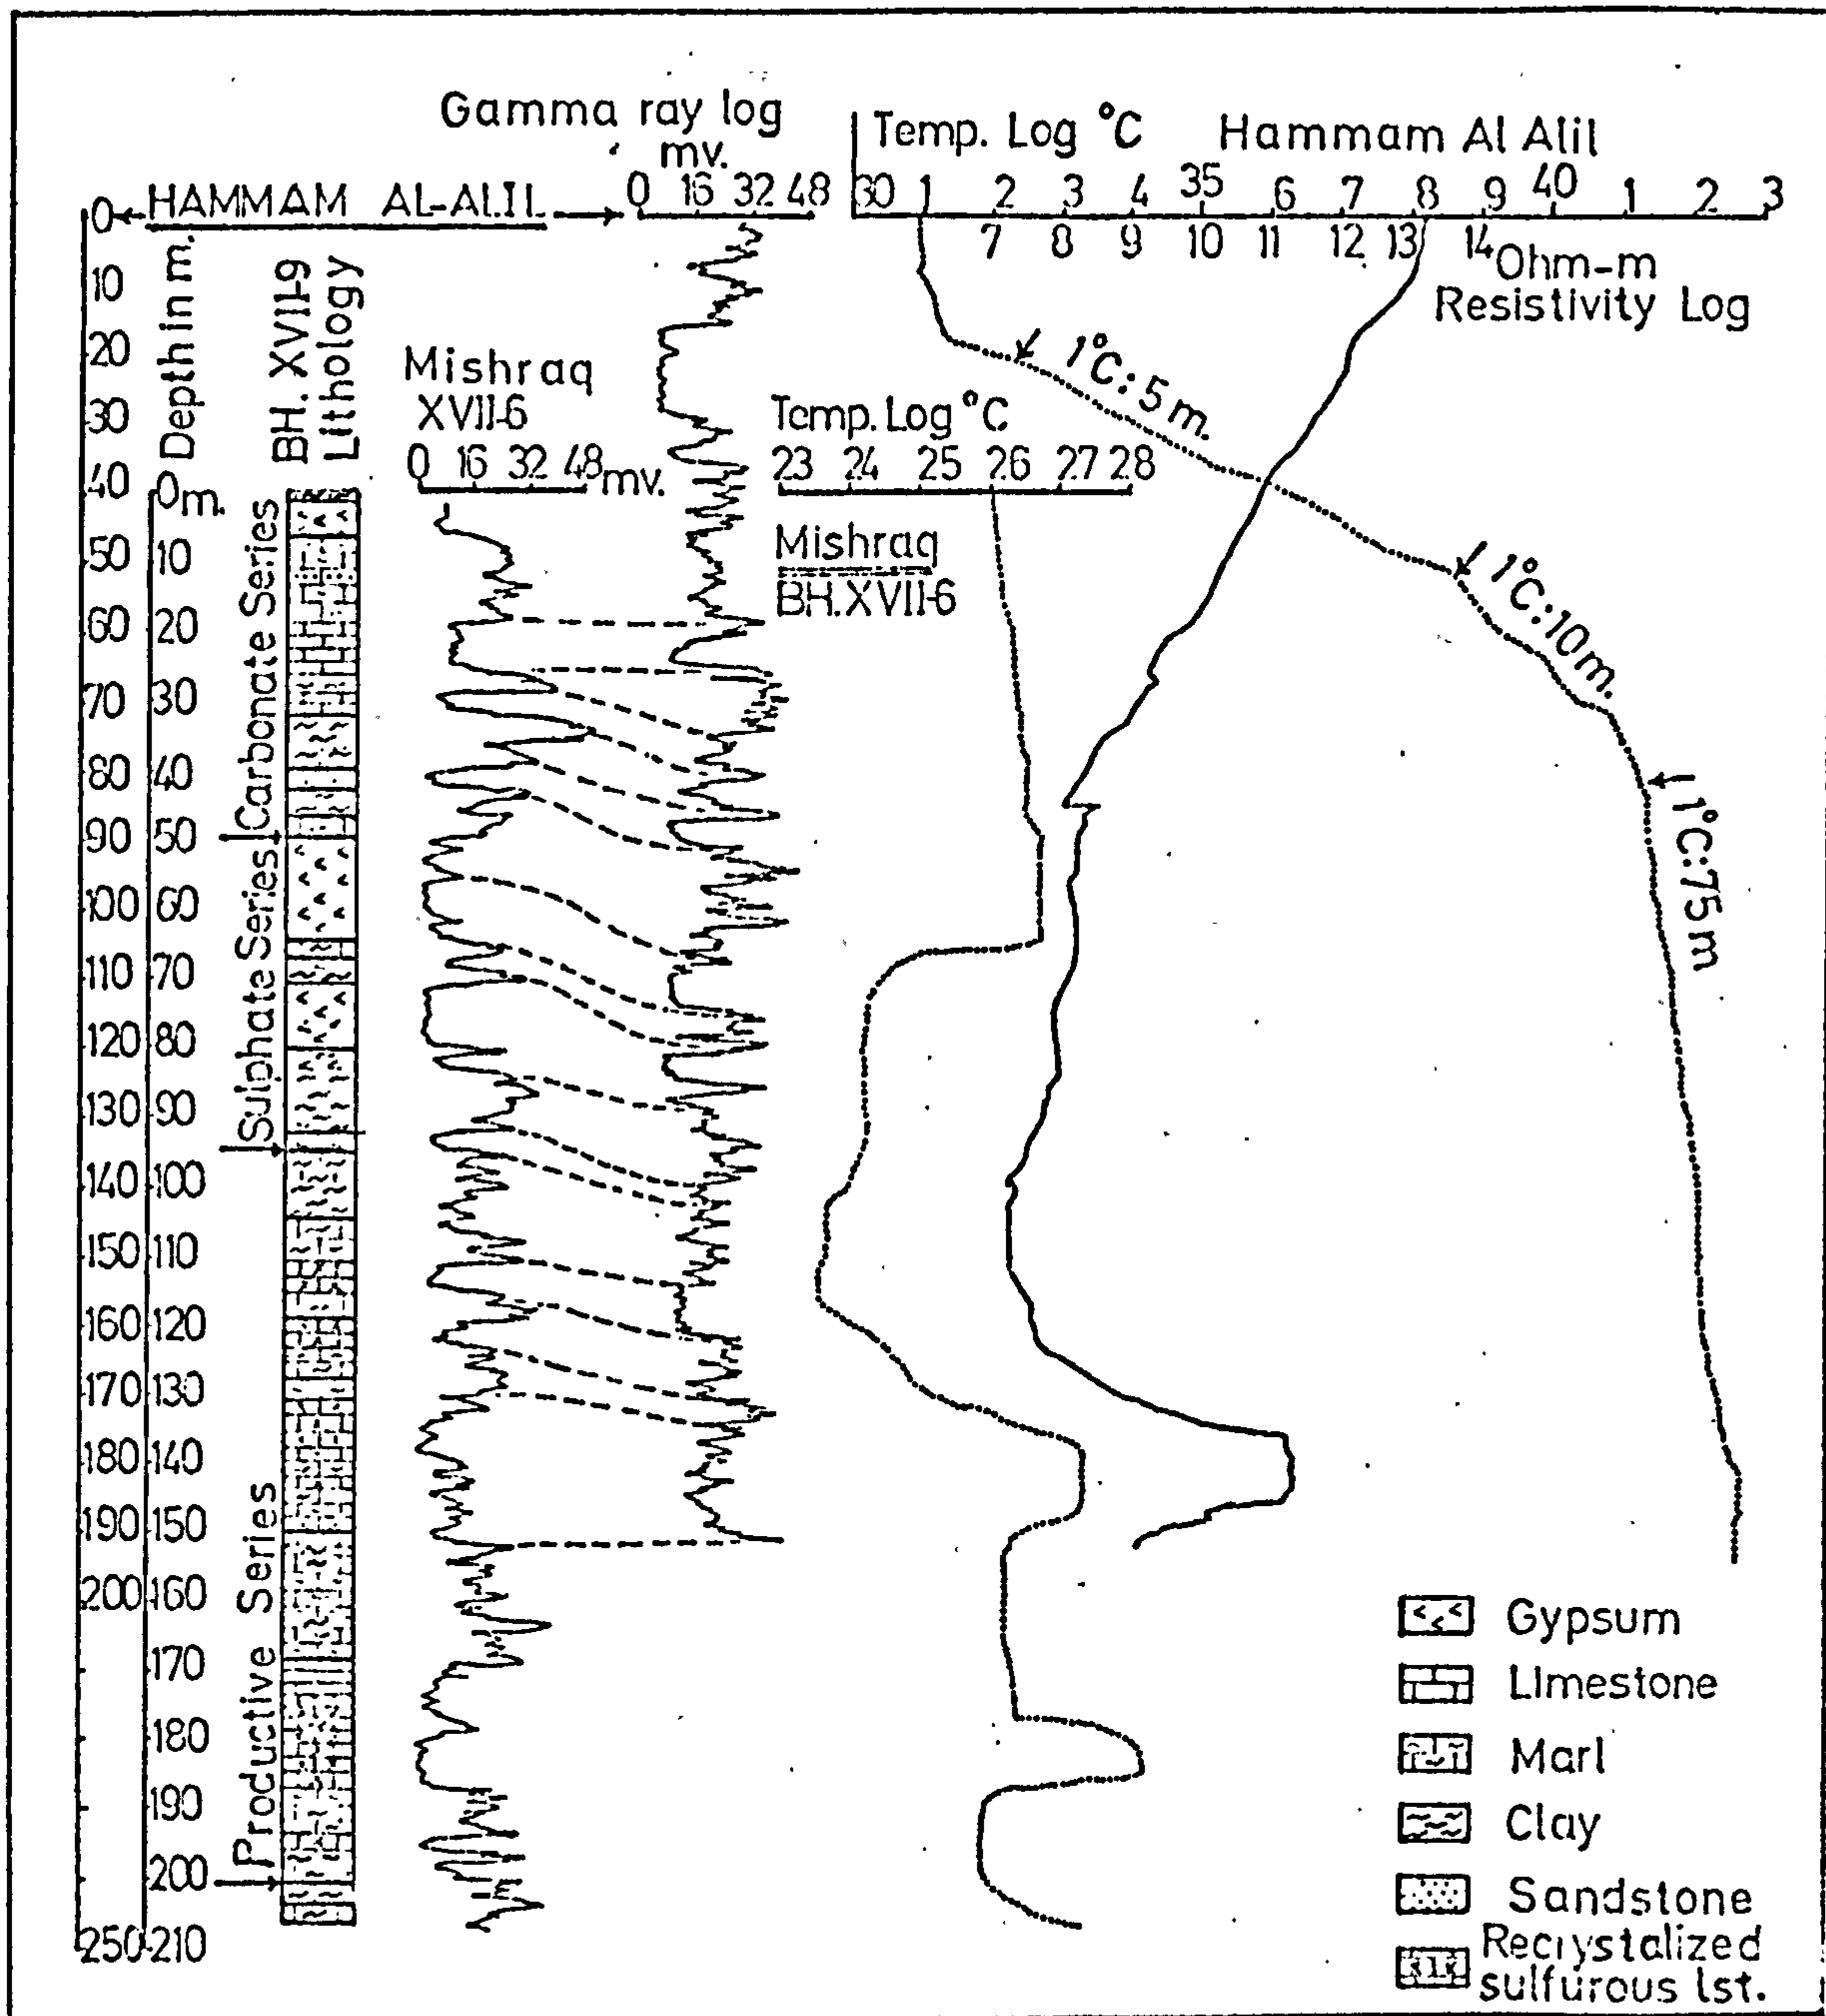 Gamma ray log
mv.
0 16 32 48
Temp. Log °C Hammam Al Alil
30 1 2 3 4 35 6 7 8 9 40 1 2 3
7 8 9 10 11 12 13 14 Ohm-m
Resistivity Log
HAMMAM AL-ALIL
Depth in m.
BH. XVII-9
Lithology
0
10
20
30
40
50
60
70
80
90
100
110
120
130
140
150
160
170
180
190
200
250
0m.
10
20
30
40
50
60
70
80
90
100
110
120
130
140
150
160
170
180
190
200
210
Carbonate Series
Sulphate Series
Productive Series
Mishraq
XVII-6
0 16 32 48 mv.
Temp. Log °C
23 24 25 26 27 28
Mishraq
BH. XVII-6
1°C: 5 m.
1°C: 10 m.
1°C: 75 m
Gypsum
Limestone
Marl
Clay
Sandstone
Recrystalized
sulfurous lst.